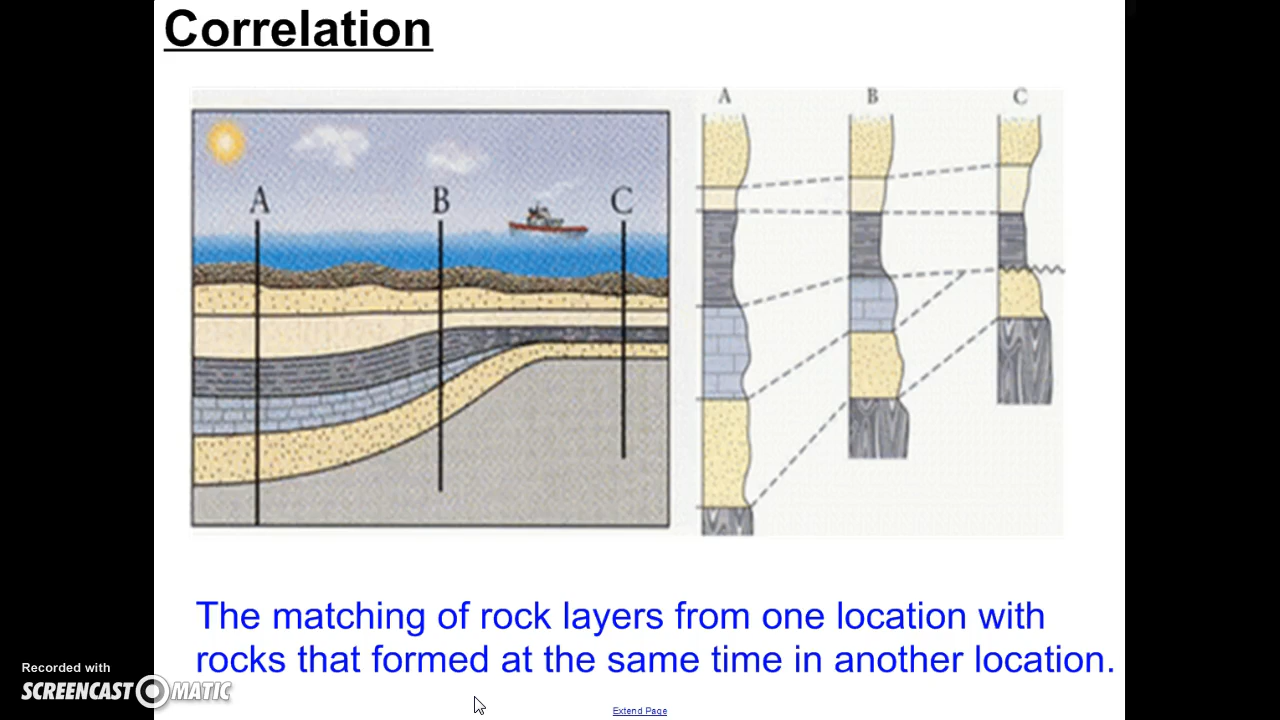 Correlation
A
B
C
A
B
C
The matching of rock layers from one location with
rocks that formed at the same time in another location.
Recorded with
SCREENCAST MATIC
Extend Page